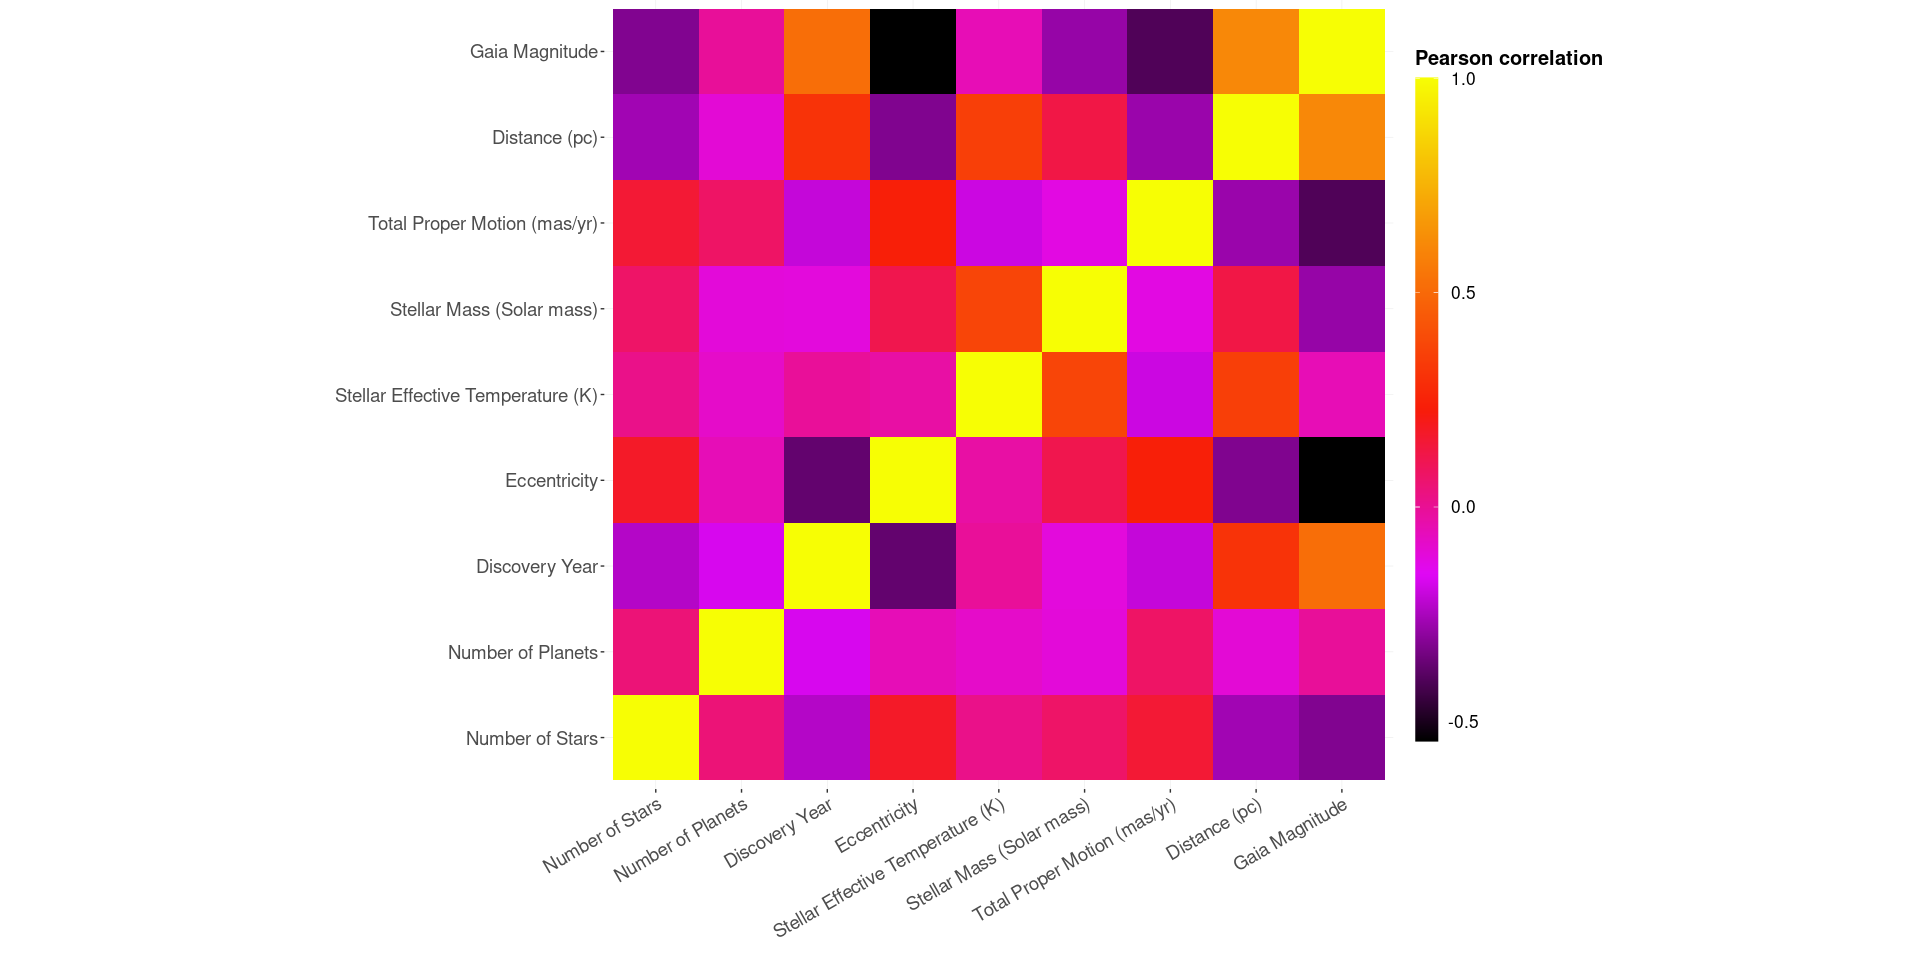 Gaia Magnitude
Distance (pc)
Total Proper Motion (mas/yr)
Stellar Mass (Solar mass)
Stellar Effective Temperature (K)
Eccentricity
Discovery Year
Number of Planets
Number of Stars
Number of Stars
Number of Planets
Discovery Year
Eccentricity
Stellar Effective Temperature (K)
Stellar Mass (Solar mass)
Total Proper Motion (mas/yr)
Distance (pc)
Gaia Magnitude
Pearson correlation
1.0
0.5
0.0
-0.5